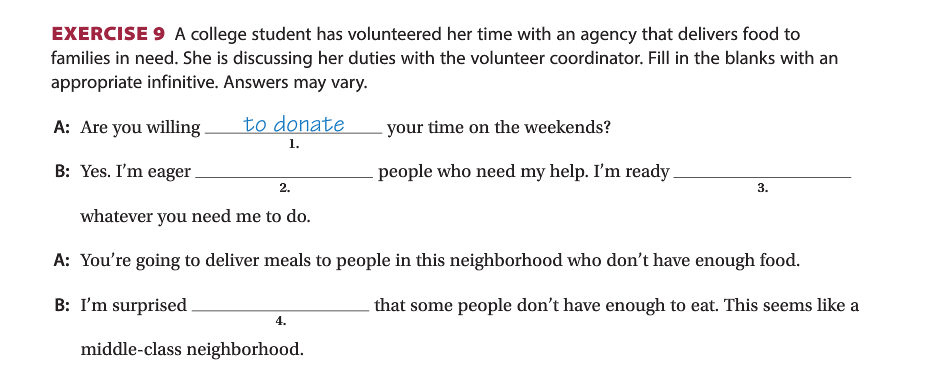 EXERCISE 9 A college student has volunteered her time with an agency that delivers food to
families in need. She is discussing her duties with the volunteer coordinator. Fill in the blanks with an
appropriate infinitive. Answers may vary.
A: Are you willing to donate your time on the weekends?
1.
B: Yes. I’m eager ____________ people who need my help. I’m ready ____________
2. 3.
whatever you need me to do.
A: You’re going to deliver meals to people in this neighborhood who don’t have enough food.
B: I’m surprised ____________ that some people don’t have enough to eat. This seems like a
4.
middle-class neighborhood.